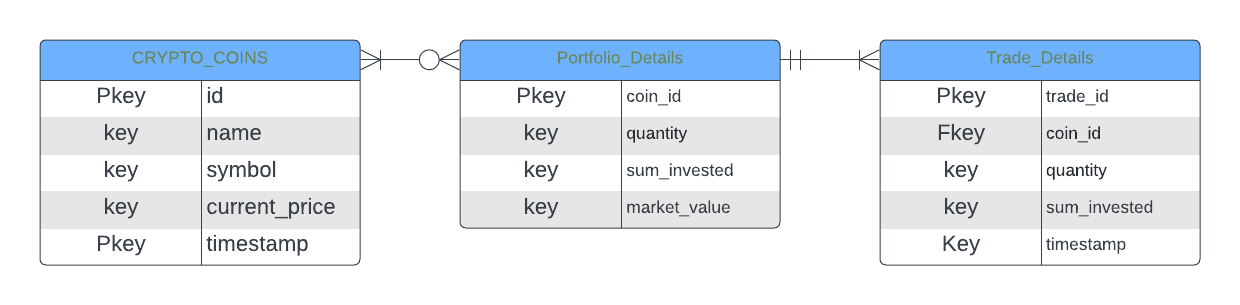 CRYPTO_COINS
Pkey id
key name
key symbol
key current_price
Pkey timestamp
Portfolio_Details
Pkey coin_id
key quantity
key sum_invested
key market_value
Trade_Details
Pkey trade_id
Fkey coin_id
key quantity
key sum_invested
Key timestamp